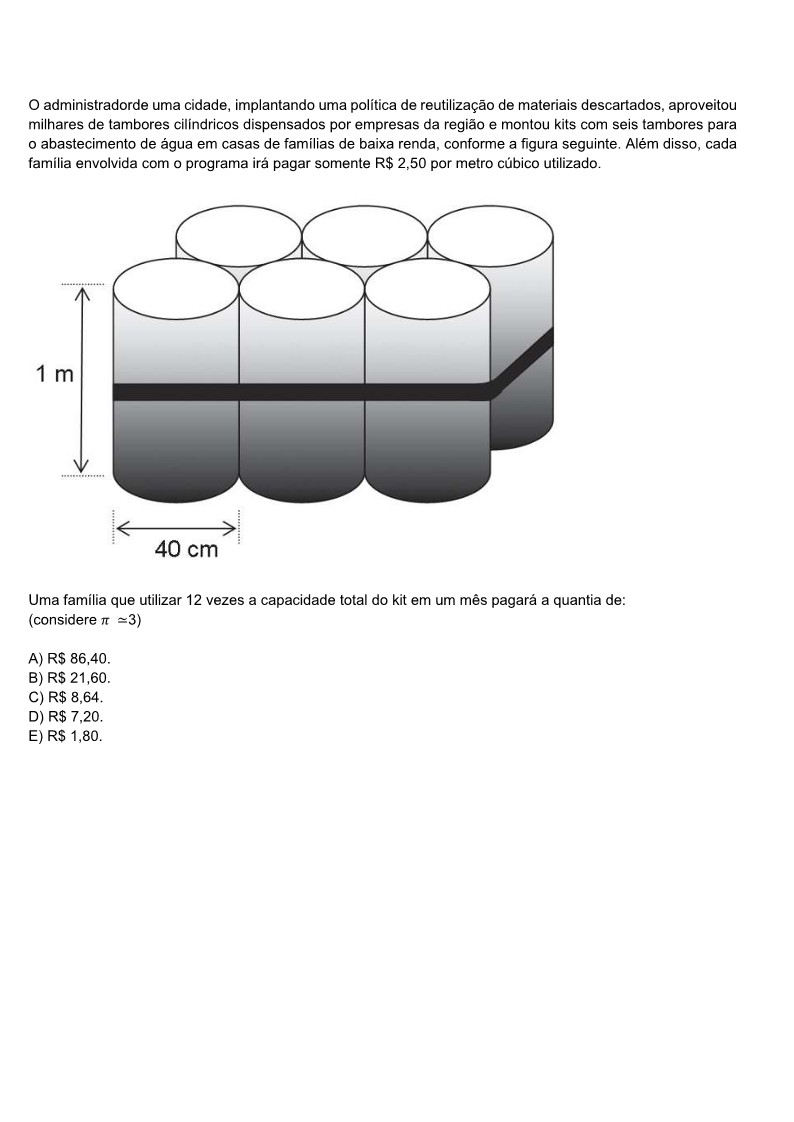 O administradorde uma cidade, implantando uma política de reutilização de materiais descartados, aproveitou
milhares de tambores cilíndricos dispensados por empresas da região e montou kits com seis tambores para
o abastecimento de água em casas de famílias de baixa renda, conforme a figura seguinte. Além disso, cada
família envolvida com o programa irá pagar somente R$ 2,50 por metro cúbico utilizado.
1 m
40 cm
Uma família que utilizar 12 vezes a capacidade total do kit em um mês pagará a quantia de:
(considere π ≃3)
A) R$ 86,40.
B) R$ 21,60.
C) R$ 8,64.
D) R$ 7,20.
E) R$ 1,80.